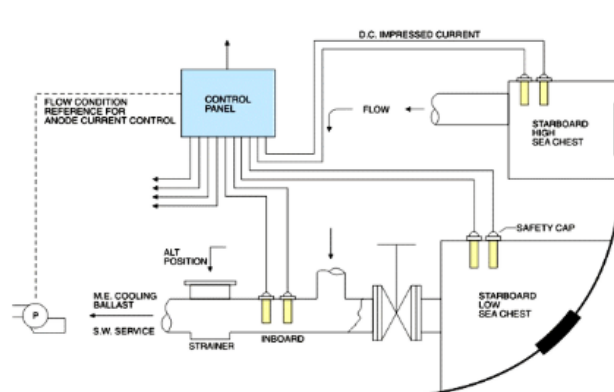 D.C. IMPRESSED CURRENT
FLOW CONDITION
REFERENCE FOR
ANODE CURRENT CONTROL
CONTROL
PANEL
FLOW
STARBOARD
HIGH
SEA CHEST
SAFETY CAP
ALT
POSITION
STARBOARD
LOW
SEA CHEST
M.E. COOLING
BALLAST
P
S.W. SERVICE
STRAINER
INBOARD